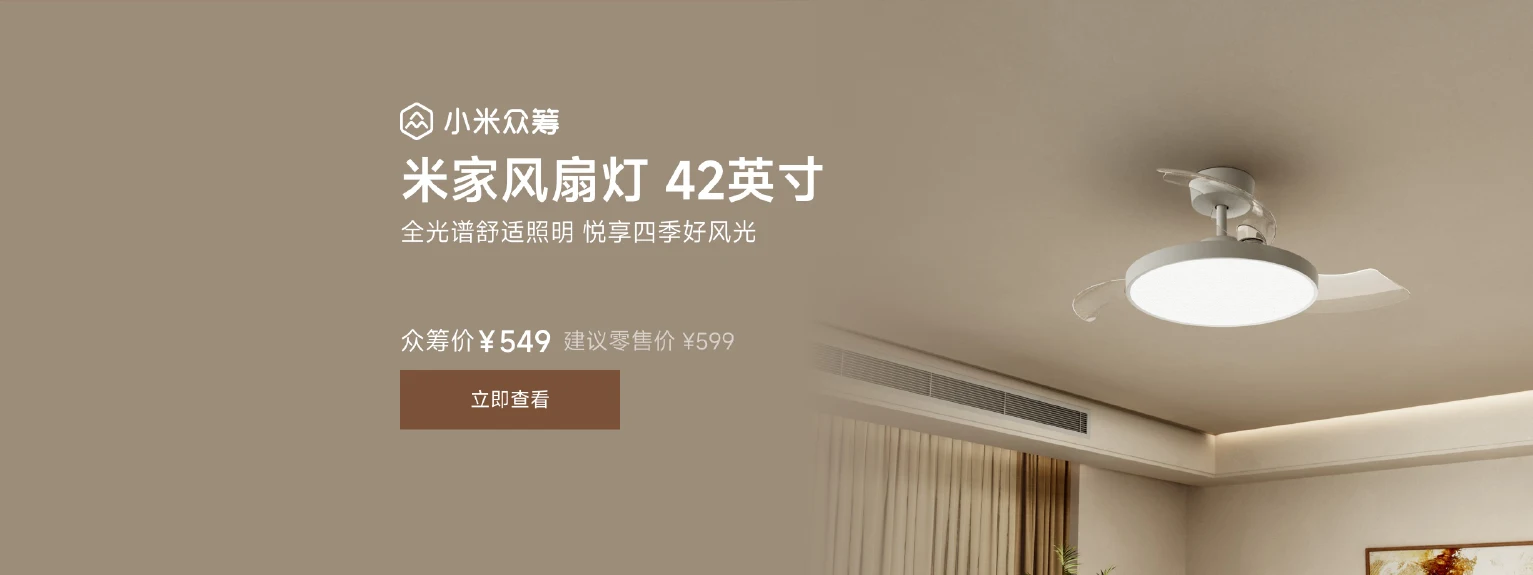 小米众筹
米家风扇灯 42英寸
全光谱舒适照明 悦享四季好风光
众筹价¥549 建议零售价 ¥599
立即查看